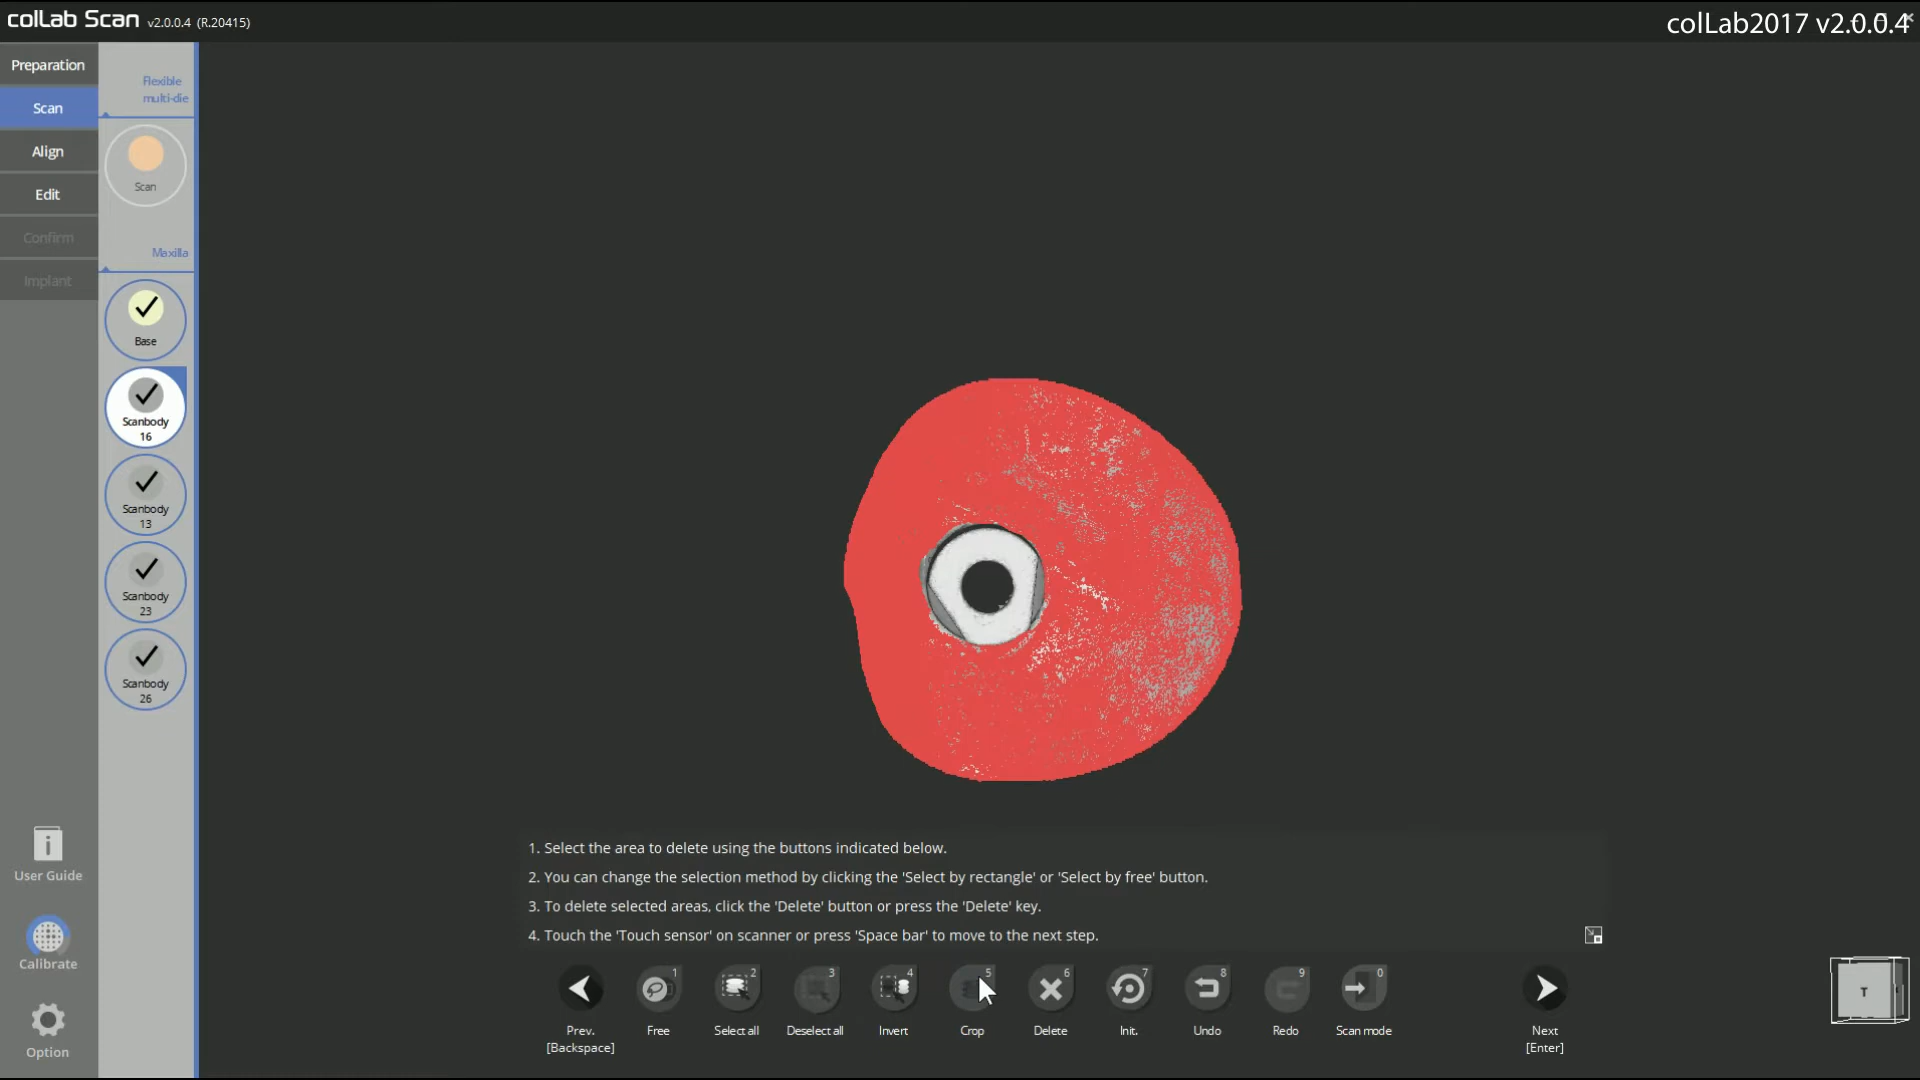 colLab Scan v2.0.0.4 (R.20415)
colLab2017 v2.0.0.4
Preparation
Scan
Align
Edit
Confirm
Implant
User Guide
Calibrate
Option
Flexible
multi-die
Scan
Maxilla
Base
Scanbody
16
Scanbody
13
Scanbody
23
Scanbody
26
1. Select the area to delete using the buttons indicated below.
2. You can change the selection method by clicking the 'Select by rectangle' or 'Select by free' button.
3. To delete selected areas, click the 'Delete' button or press the 'Delete' key.
4. Touch the 'Touch sensor' on scanner or press 'Space bar' to move to the next step.
1 2 3 4 5 6 7 8 9 0
Prev. Free Select all Deselect all Invert Crop Delete Init. Undo Redo Scan mode Next
[Backspace] [Enter]
T